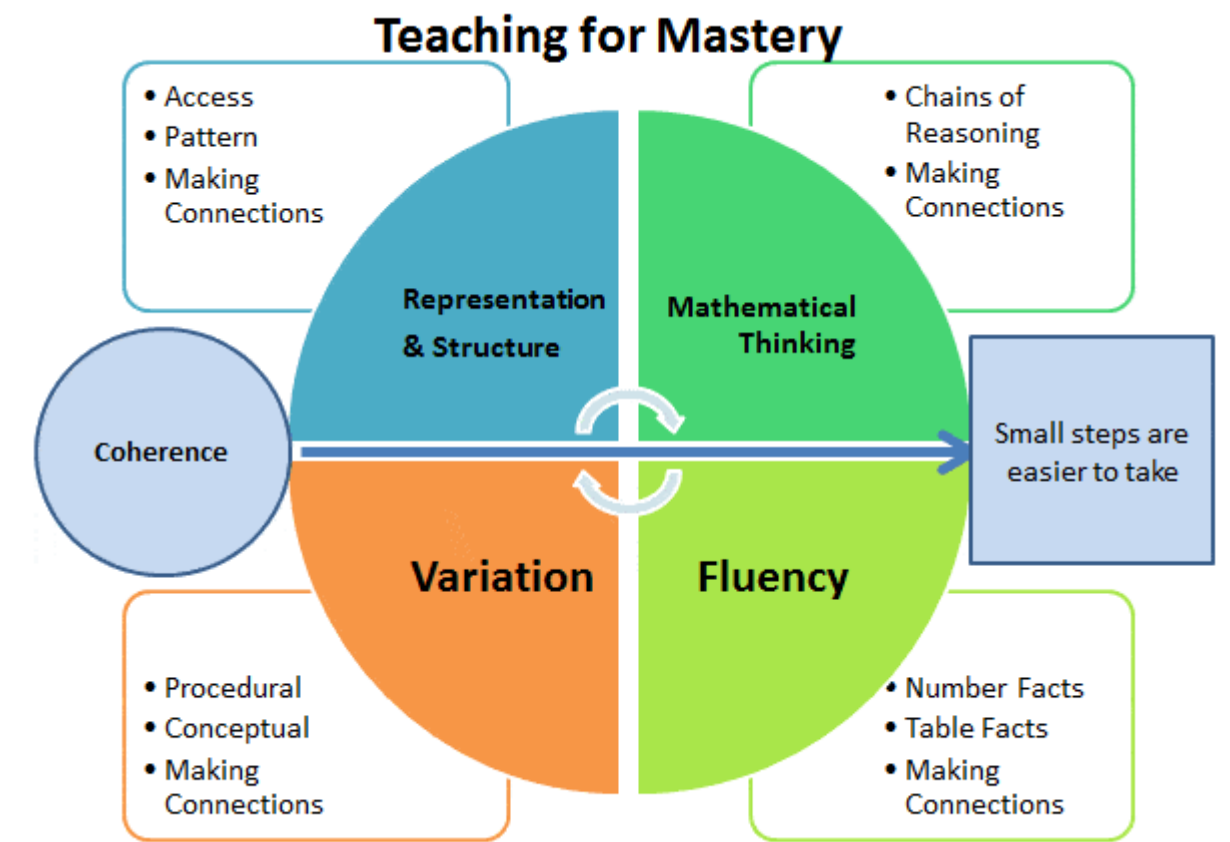 Teaching for Mastery
• Access
• Pattern
• Making
Connections
• Chains of
Reasoning
• Making
Connections
Representation
& Structure
Mathematical
Thinking
Coherence
Small steps are
easier to take
Variation
Fluency
• Procedural
• Conceptual
• Making
Connections
• Number Facts
• Table Facts
• Making
Connections